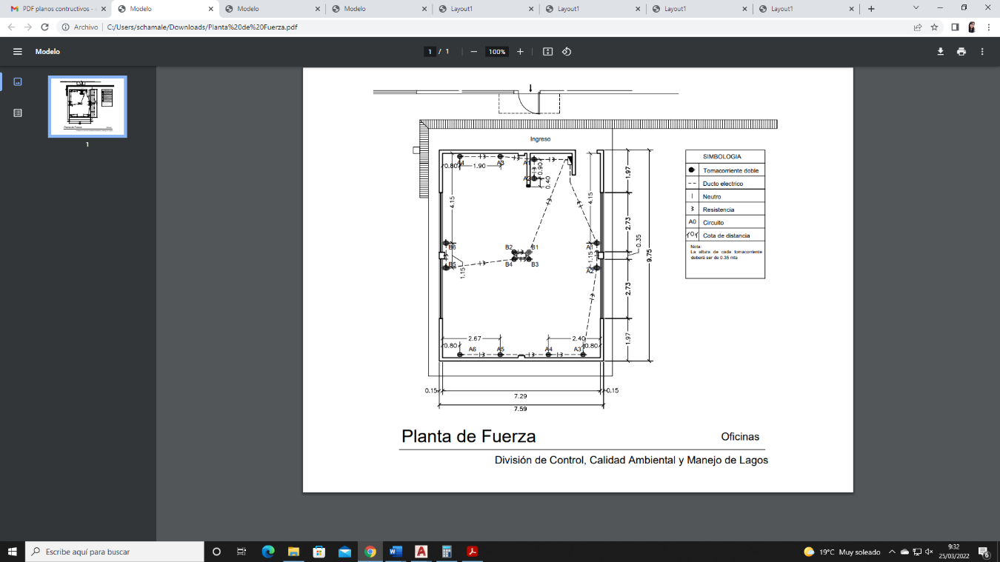 PDF planos contructivos -
Modelo
Modelo
Modelo
Layout1
Layout1
Layout1
Layout1
Archivo
C:/Users/schamale/Downloads/Planta%20de%20Fuerza.pdf
Modelo
1 / 1
100%
1
Ingreso
A4
A3
A1
A2
0.80
1.90
0.90
0.40
4.15
4.15
1.97
2.73
0.35
9.75
2.73
1.97
B6
B5
1.15
B2
B1
B4
B3
A1
1.15
A2
2.67
2.40
0.80
A6
A5
A4
A3
0.80
0.15
7.29
0.15
7.59
SIMBOLOGIA
Tomacorriente doble
Ducto electrico
Neutro
Resistencia
A0 Circuito
Cota de distancia
Nota:
La altura de cada tomacorriente
deberá ser de 0.35 mts
Planta de Fuerza
Oficinas
División de Control, Calidad Ambiental y Manejo de Lagos
Escribe aquí para buscar
19°C Muy soleado
9:32
25/03/2022
6